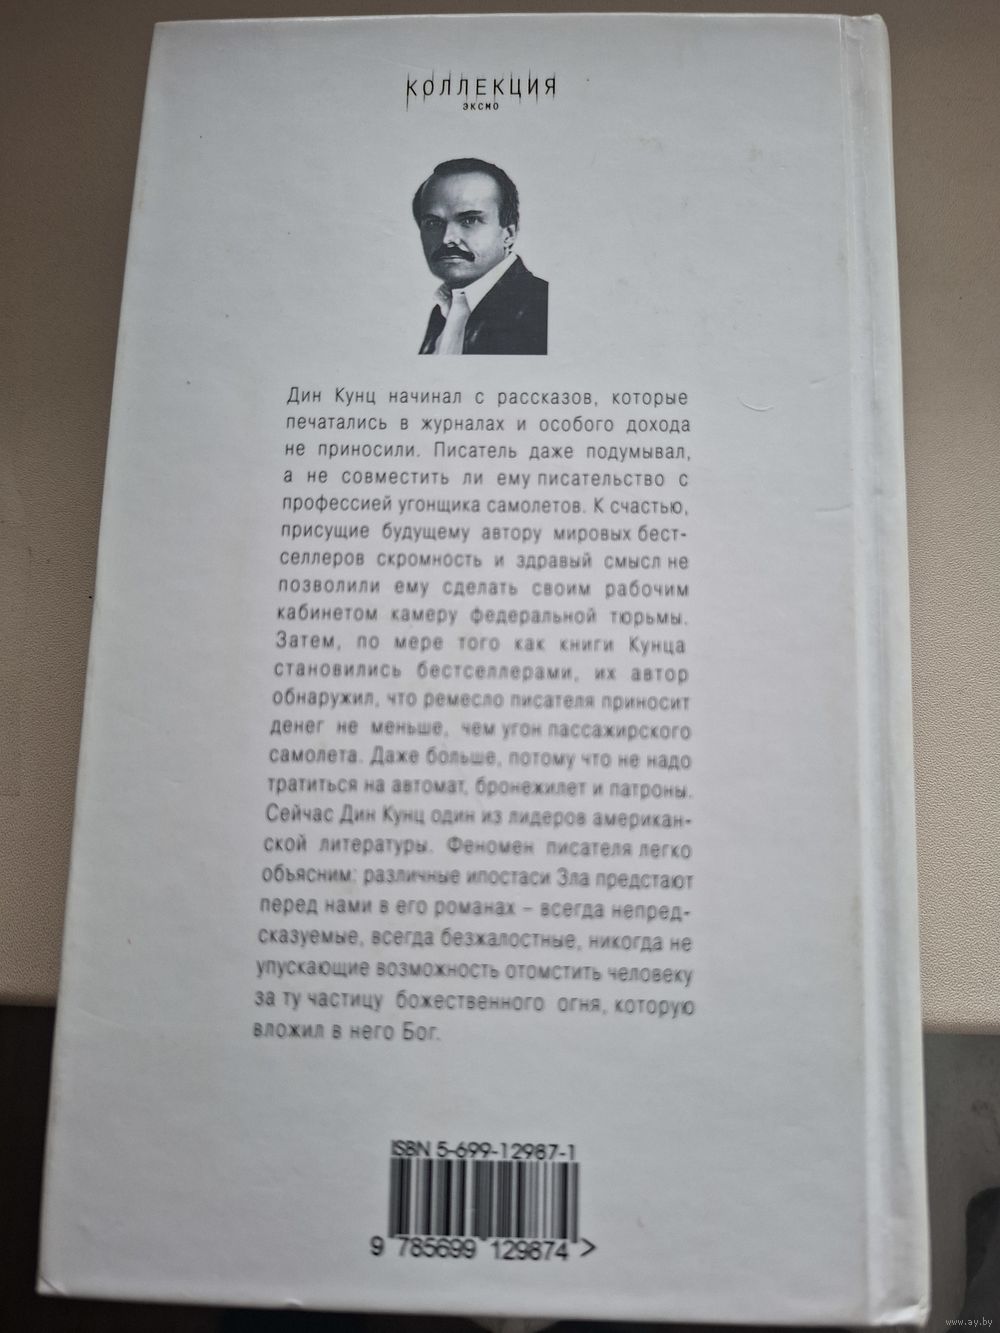 КОЛЛЕКЦИЯ
ЭКСМО
Дин Кунц начинал с рассказов, которые
печатались в журналах и особого дохода
не приносили. Писатель даже подумывал,
а не совместить ли ему писательство с
профессией угонщика самолетов. К счастью,
присущие будущему автору мировых бест-
селлеров скромность и здравый смысл не
позволили ему сделать своим рабочим
кабинетом камеру федеральной тюрьмы.
Затем, по мере того как книги Кунца
становились бестселлерами, их автор
обнаружил, что ремесло писателя приносит
денег не меньше, чем угон пассажирского
самолета. Даже больше, потому что не надо
тратиться на автомат, бронежилет и патроны.
Сейчас Дин Кунц один из лидеров американ-
ской литературы. Феномен писателя легко
объясним: различные ипостаси Зла предстают
перед нами в его романах – всегда непред-
сказуемые, всегда безжалостные, никогда не
упускающие возможность отомстить человеку
за ту частицу божественного огня, которую
вложил в него Бог.
ISBN 5-699-12987-1
9 785699 129874 >
www.ay.by